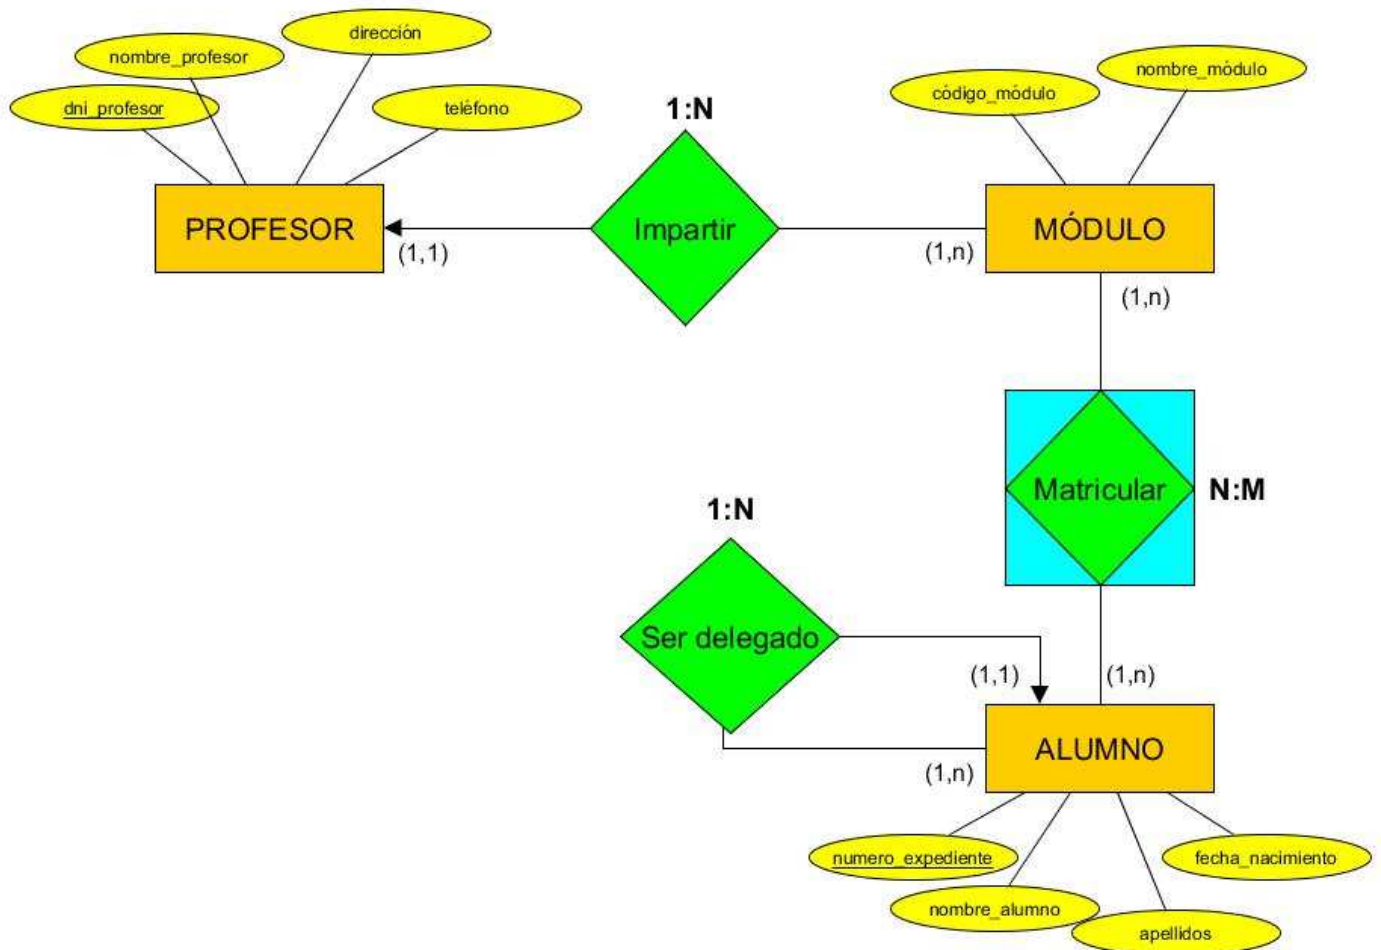 dirección
nombre_profesor
dni_profesor
teléfono
código_módulo
nombre_módulo
1:N
PROFESOR
(1,1)
Impartir
(1,n)
MÓDULO
(1,n)
Matricular
N:M
1:N
Ser delegado
(1,1)
(1,n)
ALUMNO
(1,n)
numero_expediente
nombre_alumno
apellidos
fecha_nacimiento